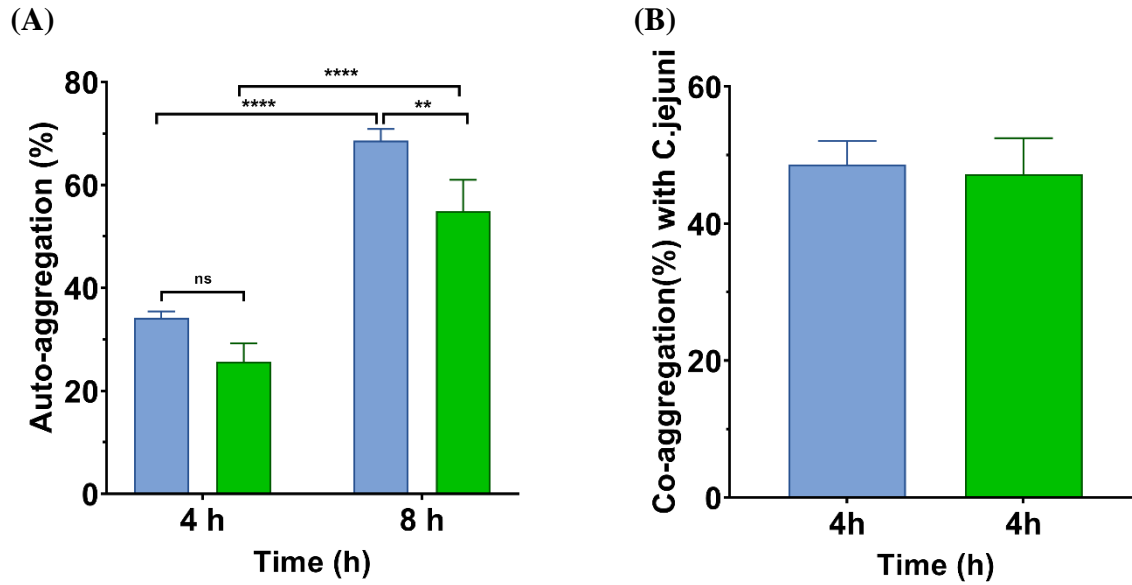 (A)
Auto-aggregation (%)
80
60
40
20
0
****
****
**
ns
4 h
8 h
Time (h)
(B)
Co-aggregation(%) with C.jejuni
60
40
20
0
4h
4h
Time (h)